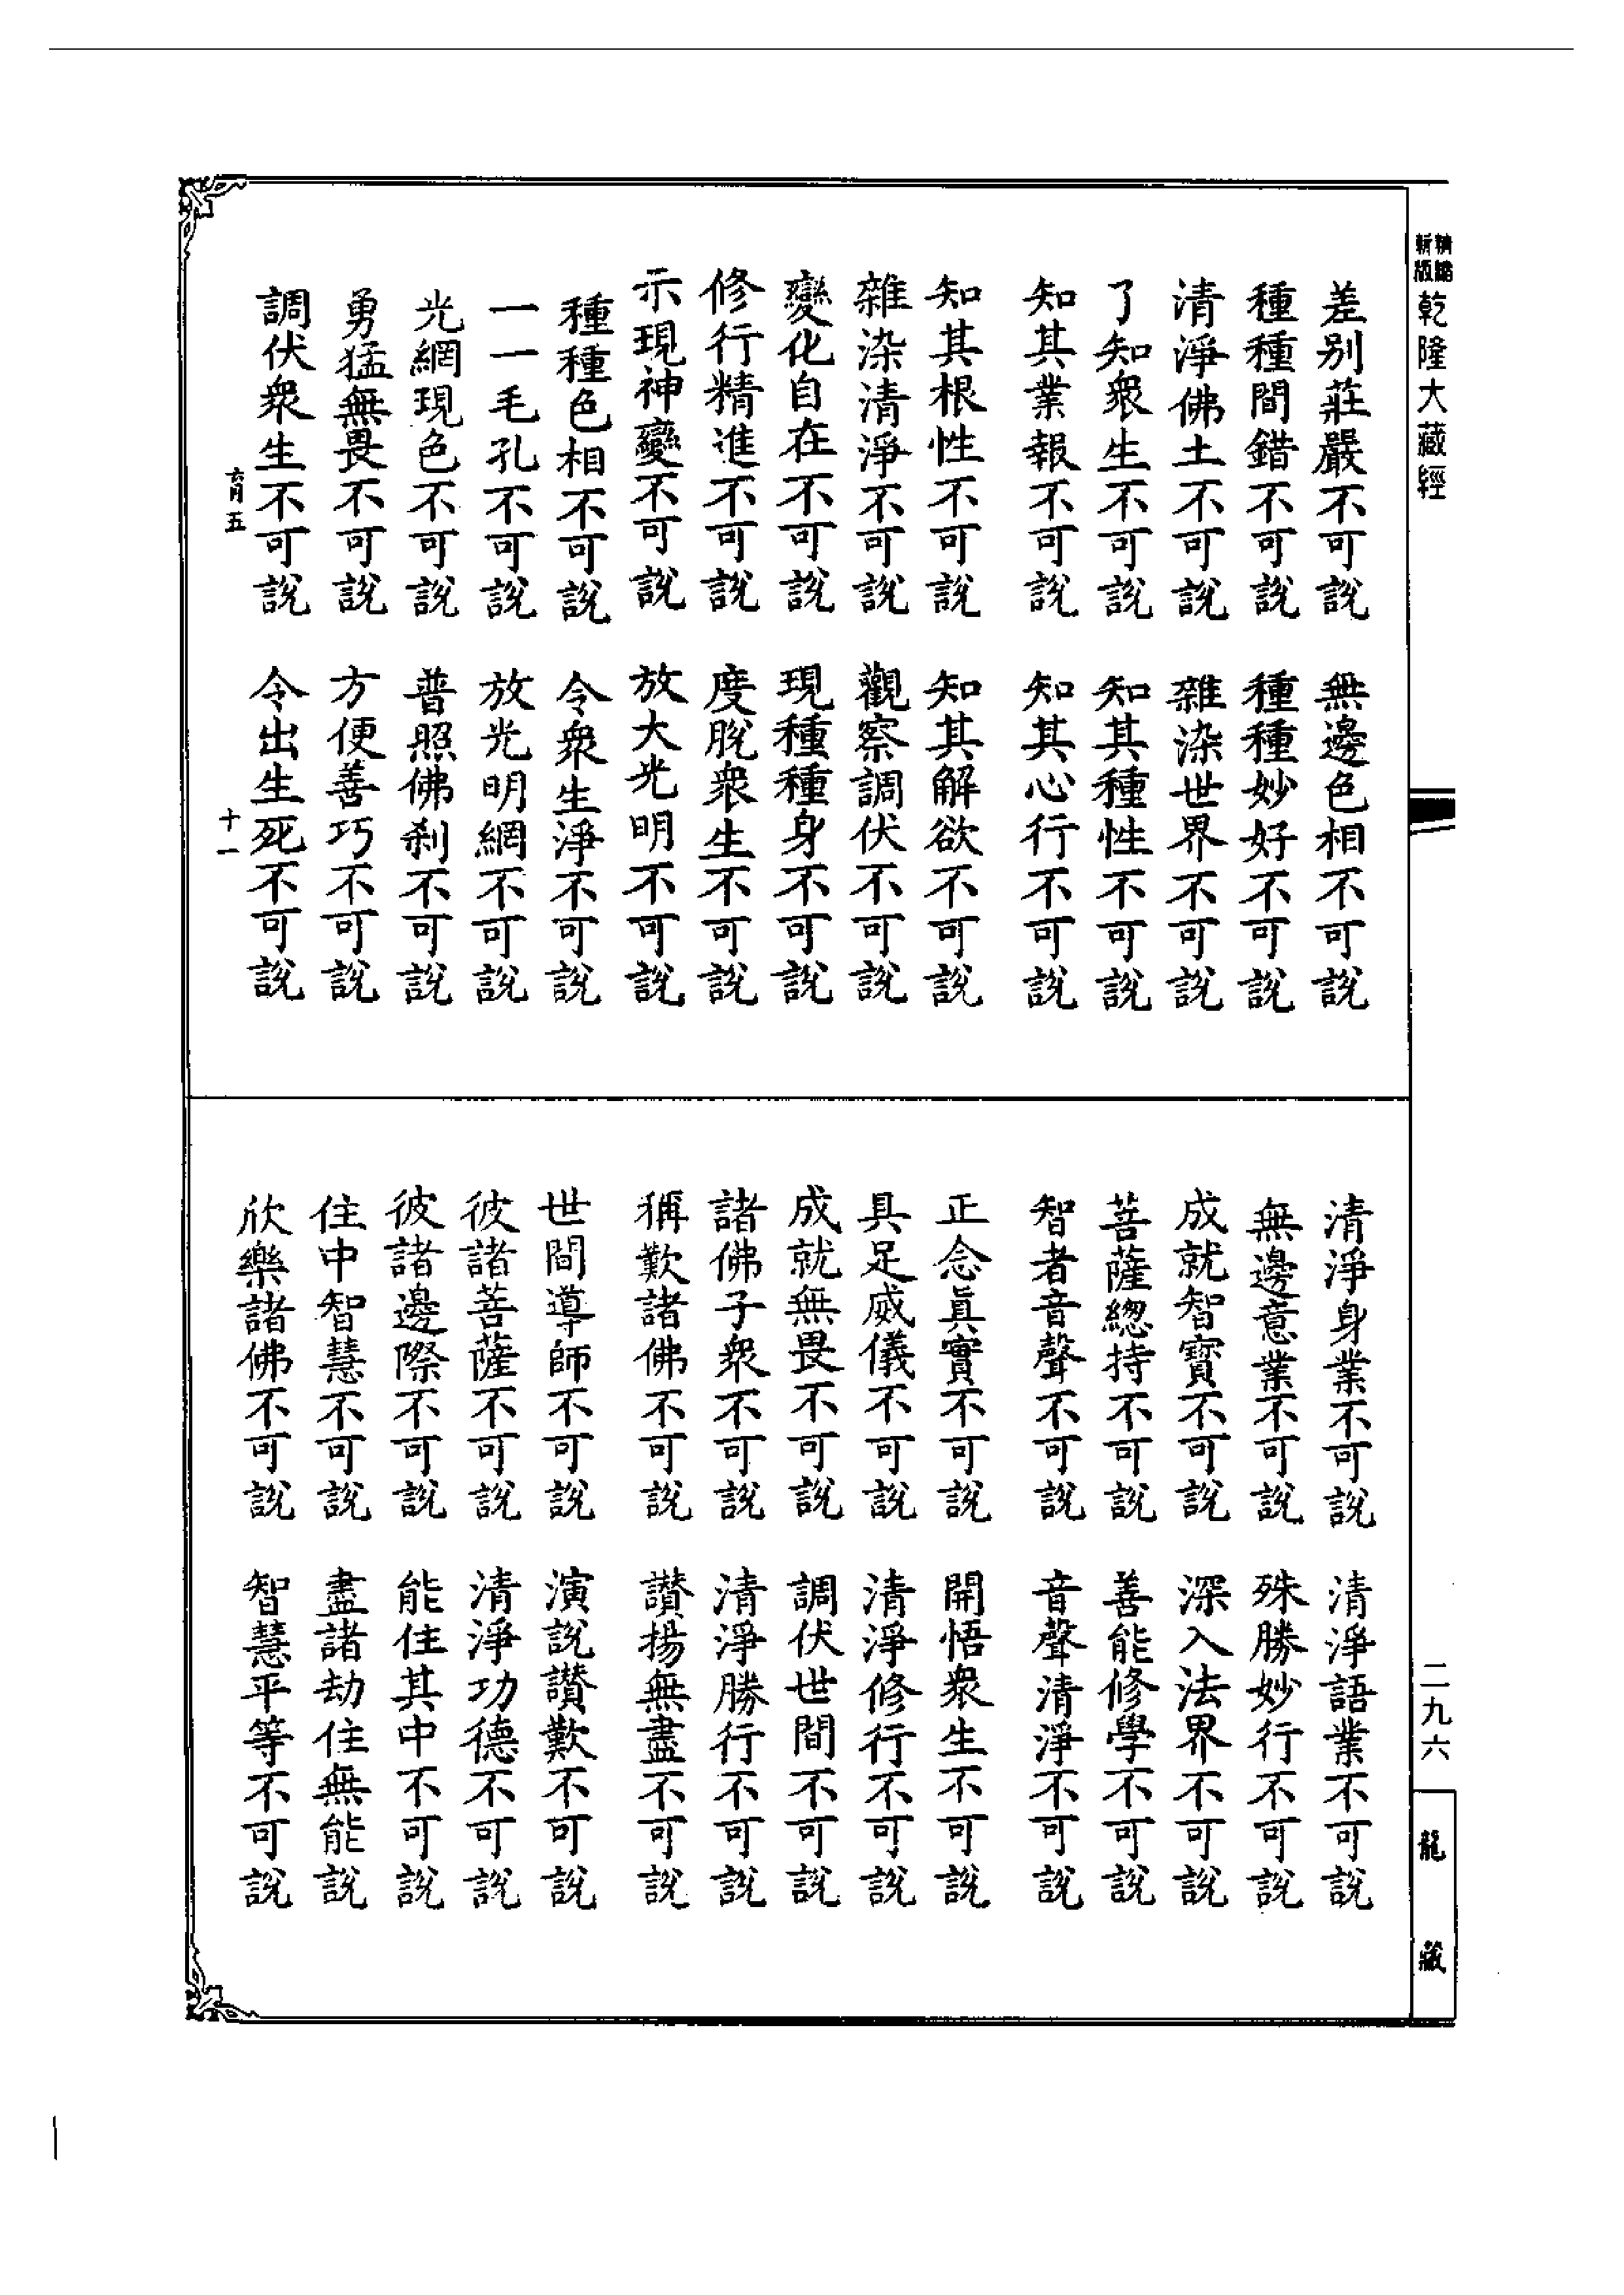 新版
乾隆大藏經
差別莊嚴不可說　無邊色相不可說
種種間錯不可說　種種妙好不可說
清淨佛土不可說　雜染世界不可說
了知衆生不可說　知其種性不可說
知其業報不可說　知其心行不可說
知其根性不可說　知其解欲不可說
雜染清淨不可說　觀察調伏不可說
變化自在不可說　現種種身不可說
修行精進不可說　度脫衆生不可說
示現神變不可說　放大光明不可說
種種色相不可說　令衆生淨不可說
一一毛孔不可說　放光明網不可說
光網現色不可說　普照佛刹不可說
勇猛無畏不可說　方便善巧不可說
調伏衆生不可說　令出生死不可說
五　十一
清淨身業不可說　清淨語業不可說
無邊意業不可說　殊勝妙行不可說
成就智寶不可說　深入法界不可說
菩薩總持不可說　善能修學不可說
智者音聲不可說　音聲清淨不可說
正念眞實不可說　開悟衆生不可說
具足威儀不可說　清淨修行不可說
成就無畏不可說　調伏世間不可說
諸佛子衆不可說　清淨勝行不可說
稱歎諸佛不可說　讚揚無盡不可說
世間導師不可說　演說讚歎不可說
彼諸菩薩不可說　清淨功德不可說
彼諸邊際不可說　能住其中不可說
住中智慧不可說　盡諸劫住無能說
欣樂諸佛不可說　智慧平等不可說
二九六
龍藏